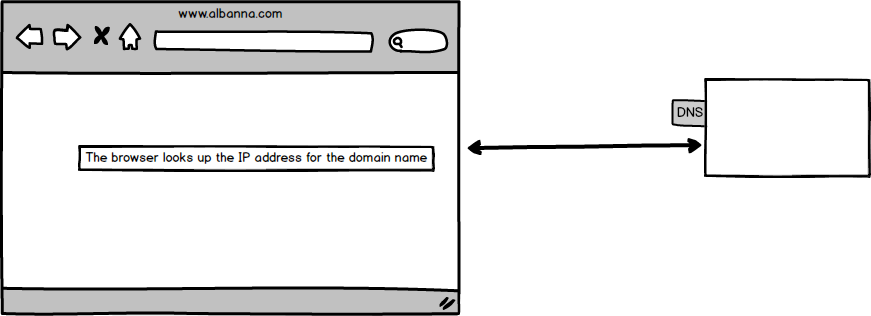 www.albanna.com
The browser looks up the IP address for the domain name
DNS